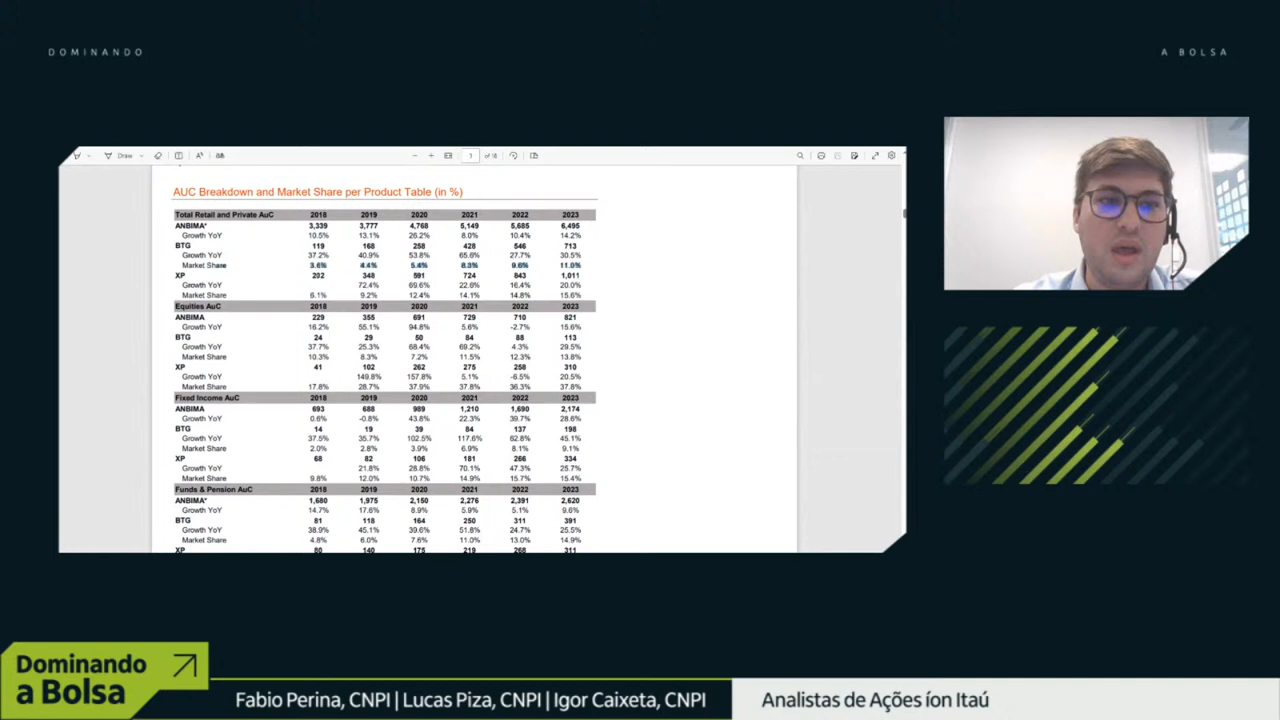 DOMINANDO
A BOLSA
Draw
1 of 18
AUC Breakdown and Market Share per Product Table (in %)
Total Retail and Private AuC 2018 2019 2020 2021 2022 2023
ANBIMA* 3,339 3,777 4,768 5,149 5,685 6,495
Growth YoY 10.5% 13.1% 26.2% 8.0% 10.4% 14.2%
BTG 119 168 258 428 546 713
Growth YoY 37.2% 40.9% 53.8% 65.6% 27.7% 30.5%
Market Share 3.6% 4.4% 5.4% 8.3% 9.6% 11.0%
XP 202 348 591 724 843 1,011
Growth YoY 72.4% 69.6% 22.6% 16.4% 20.0%
Market Share 6.1% 9.2% 12.4% 14.1% 14.8% 15.6%
Equities AuC 2018 2019 2020 2021 2022 2023
ANBIMA 229 355 691 729 710 821
Growth YoY 16.2% 55.1% 94.8% 5.6% -2.7% 15.6%
BTG 24 29 50 84 88 113
Growth YoY 37.7% 25.3% 68.4% 69.2% 4.3% 29.5%
Market Share 10.3% 8.3% 7.2% 11.5% 12.3% 13.8%
XP 41 102 262 275 258 310
Growth YoY 149.8% 157.8% 5.1% -6.5% 20.5%
Market Share 17.8% 28.7% 37.9% 37.8% 36.3% 37.8%
Fixed Income AuC 2018 2019 2020 2021 2022 2023
ANBIMA 693 688 989 1,210 1,690 2,174
Growth YoY 0.6% -0.8% 43.8% 22.3% 39.7% 28.6%
BTG 14 19 39 84 137 198
Growth YoY 37.5% 35.7% 102.5% 117.6% 62.8% 45.1%
Market Share 2.0% 2.8% 3.9% 6.9% 8.1% 9.1%
XP 68 82 106 181 266 334
Growth YoY 21.8% 28.8% 70.1% 47.3% 25.7%
Market Share 9.8% 12.0% 10.7% 14.9% 15.7% 15.4%
Funds & Pension AuC 2018 2019 2020 2021 2022 2023
ANBIMA* 1,680 1,975 2,150 2,276 2,391 2,620
Growth YoY 14.7% 17.6% 8.9% 5.9% 5.1% 9.6%
BTG 81 118 164 250 311 391
Growth YoY 38.9% 45.1% 39.6% 51.8% 24.7% 25.5%
Market Share 4.8% 6.0% 7.6% 11.0% 13.0% 14.9%
XP 80 140 175 219 268 311
Dominando
a Bolsa
Fabio Perina, CNPI | Lucas Piza, CNPI | Igor Caixeta, CNPI
Analistas de Ações íon Itaú